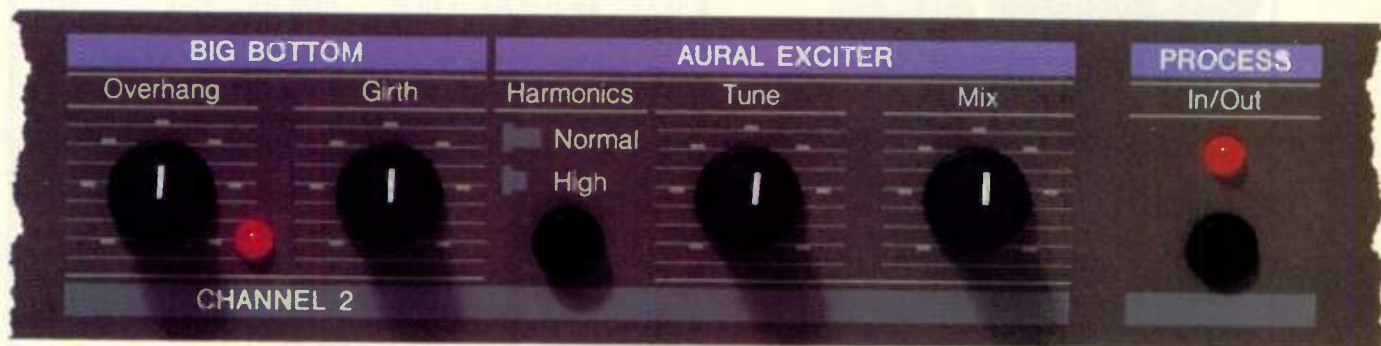 BIG BOTTOM AURAL EXCITER PROCESS
Overhang Girth Harmonics Tune Mix In/Out
Normal
High
CHANNEL 2